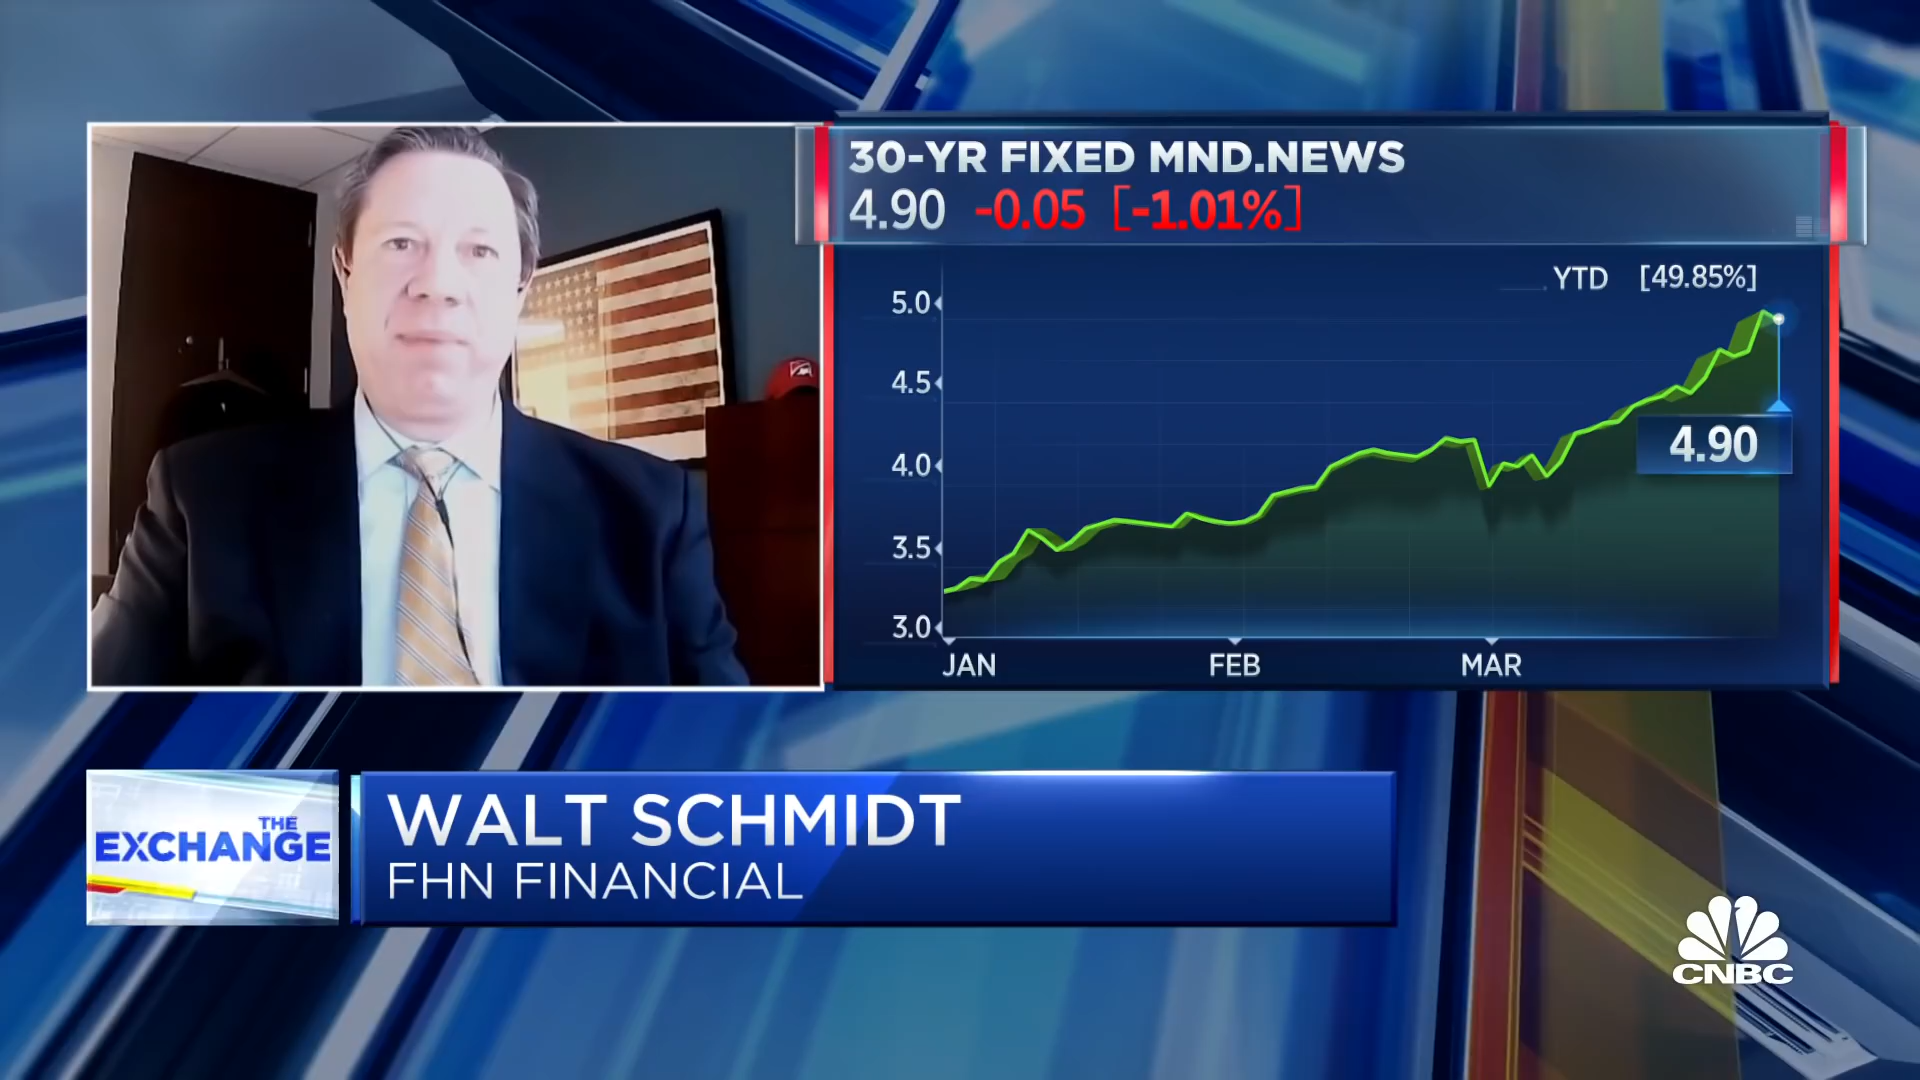 30-YR FIXED MND.NEWS
4.90 -0.05 [-1.01%]
YTD [49.85%]
5.0
4.5
4.0
3.5
3.0
4.90
JAN FEB MAR
THE
EXCHANGE
WALT SCHMIDT
FHN FINANCIAL
CNBC